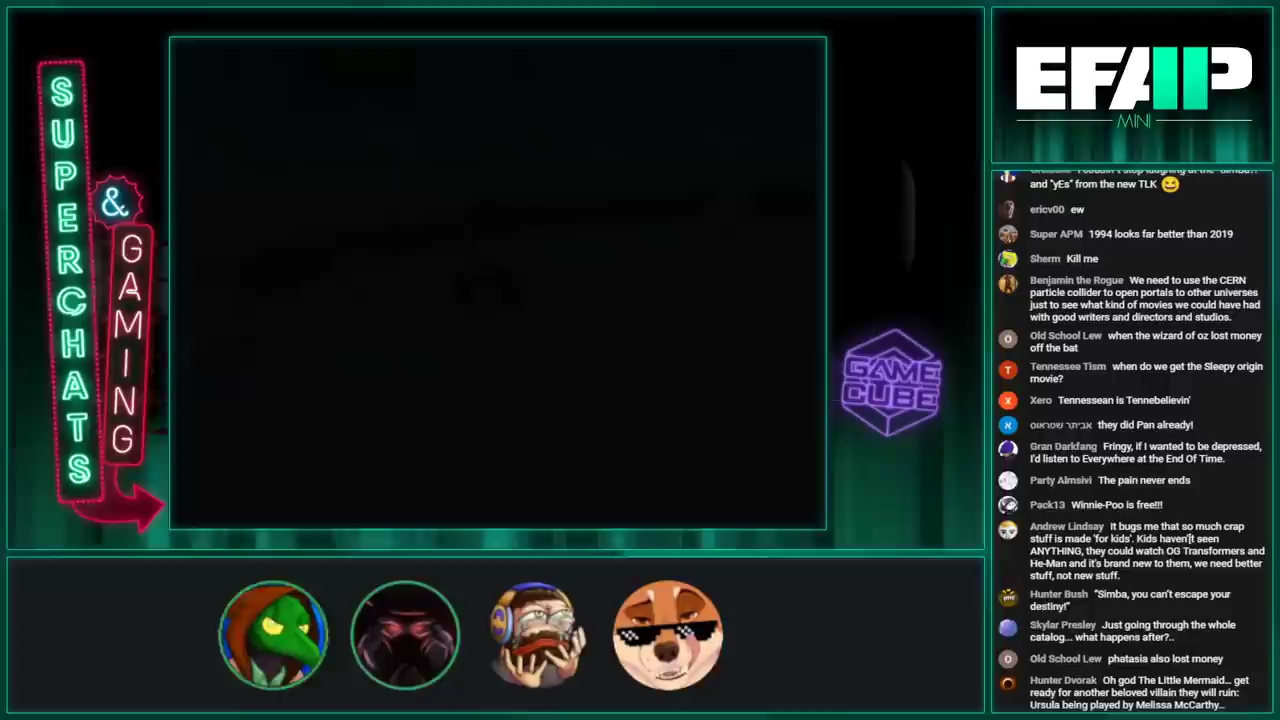 SUPERCHATS
&
GAMING
GAME
CUBE
EFAP
MINI
and "yEs" from the new TLK
ericv00 ew
Super APM 1994 looks far better than 2019
Sherm Kill me
Benjamin the Rogue We need to use the CERN
particle collider to open portals to other universes
just to see what kind of movies we could have had
with good writers and directors and studios.
Old School Lew when the wizard of oz lost money
off the bat
Tennessee Tism when do we get the Sleepy origin
movie?
Xero Tennessean is Tennebelievin'
אביתר שטראוס they did Pan already!
Gran Darkfang Fringy, if I wanted to be depressed,
I'd listen to Everywhere at the End Of Time.
Party Almsivi The pain never ends
Pack13 Winnie-Poo is free!!!
Andrew Lindsay It bugs me that so much crap
stuff is made 'for kids'. Kids haven't seen
ANYTHING, they could watch OG Transformers and
He-Man and it's brand new to them, we need better
stuff, not new stuff.
Hunter Bush "Simba, you can't escape your
destiny!"
Skylar Presley Just going through the whole
catalog... what happens after?..
Old School Lew phatasia also lost money
Hunter Dvorak Oh god The Little Mermaid... get
ready for another beloved villain they will ruin:
Ursula being played by Melissa McCarthy...